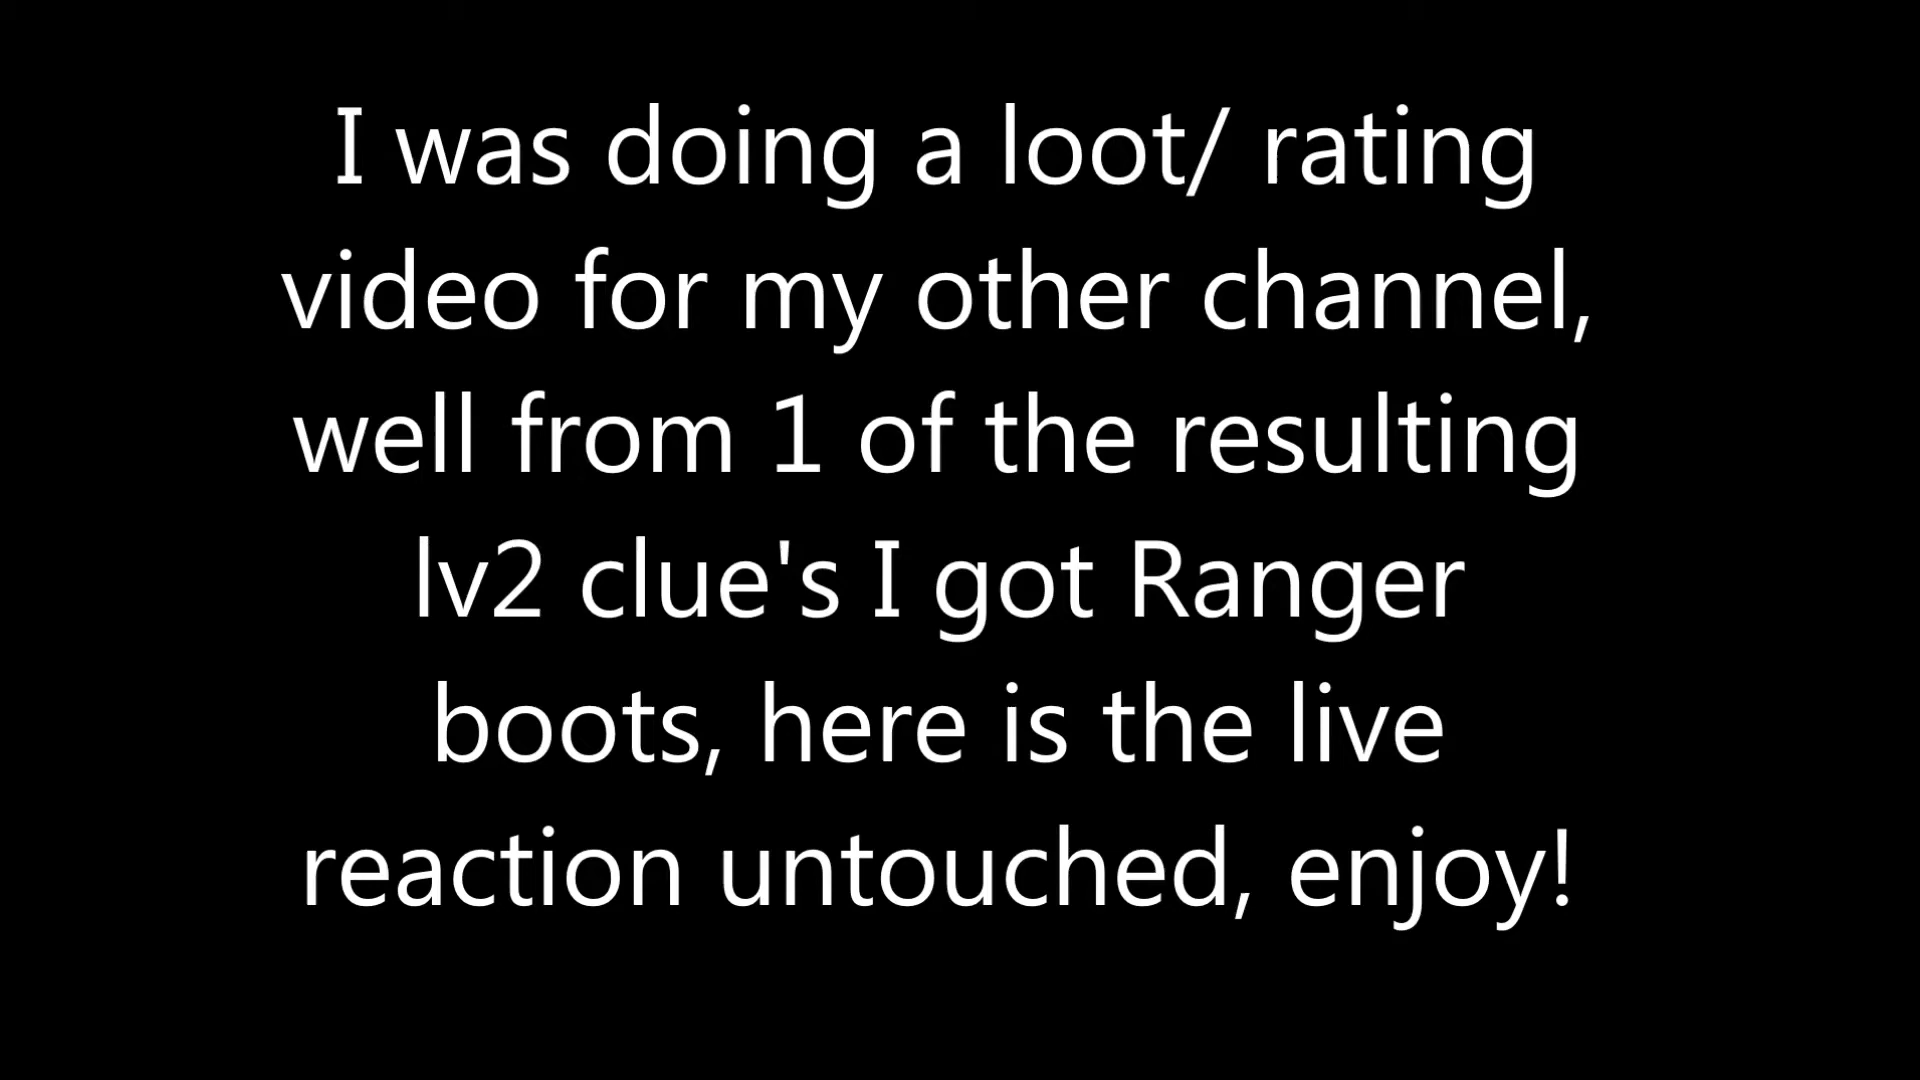 I was doing a loot/ rating
video for my other channel,
well from 1 of the resulting
lv2 clue's I got Ranger
boots, here is the live
reaction untouched, enjoy!